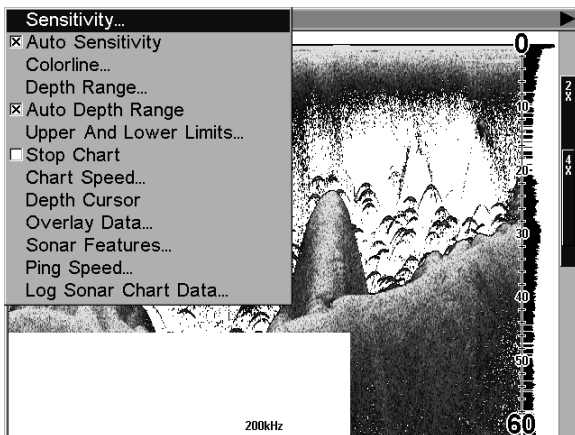 Sensitivity...
Auto Sensitivity
Colorline...
Depth Range...
Auto Depth Range
Upper And Lower Limits...
Stop Chart
Chart Speed...
Depth Cursor
Overlay Data...
Sonar Features...
Ping Speed...
Log Sonar Chart Data...
0
10
20
30
40
50
60
2x
4x
200kHz